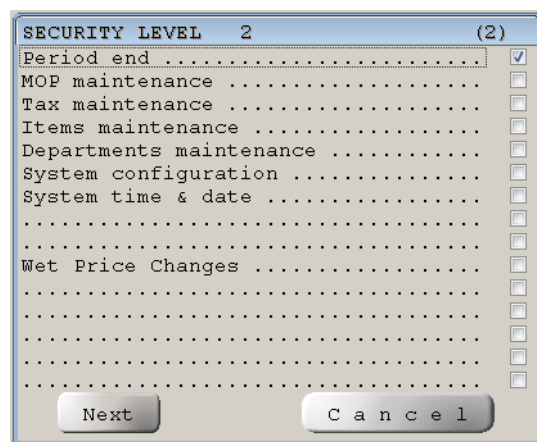 SECURITY LEVEL 2 (2)
Period end .........................
MOP maintenance ....................
Tax maintenance ....................
Items maintenance ..................
Departments maintenance ............
System configuration ...............
System time & date .................
....................................
....................................
Wet Price Changes ..................
....................................
....................................
....................................
....................................
....................................
Next Cancel